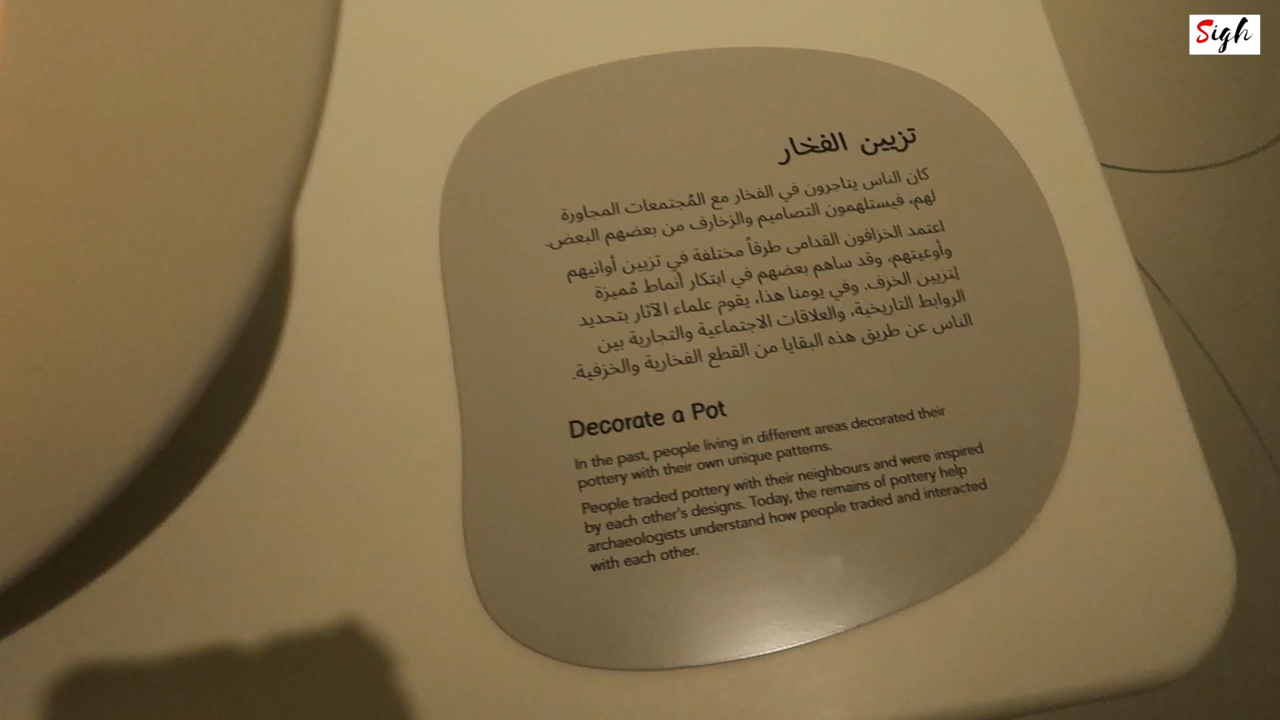 Sigh
تزيين الفخار
كان الناس يتاجرون في الفخار مع المُجتمعات المجاورة
لهم، فيستلهمون التصاميم والزخارف من بعضهم البعض.
اعتمد الخزافون القدامى طرقاً مختلفة في تزيين أوانيهم
وأوعيتهم، وقد ساهم بعضهم في ابتكار أنماط مُميزة
لتزيين الخزف. وفي يومنا هذا، يقوم علماء الآثار بتحديد
الروابط التاريخية، والعلاقات الاجتماعية والتجارية بين
الناس عن طريق هذه البقايا من القطع الفخارية والخزفية.
Decorate a Pot
In the past, people living in different areas decorated their
pottery with their own unique patterns.
People traded pottery with their neighbours and were inspired
by each other's designs. Today, the remains of pottery help
archaeologists understand how people traded and interacted
with each other.